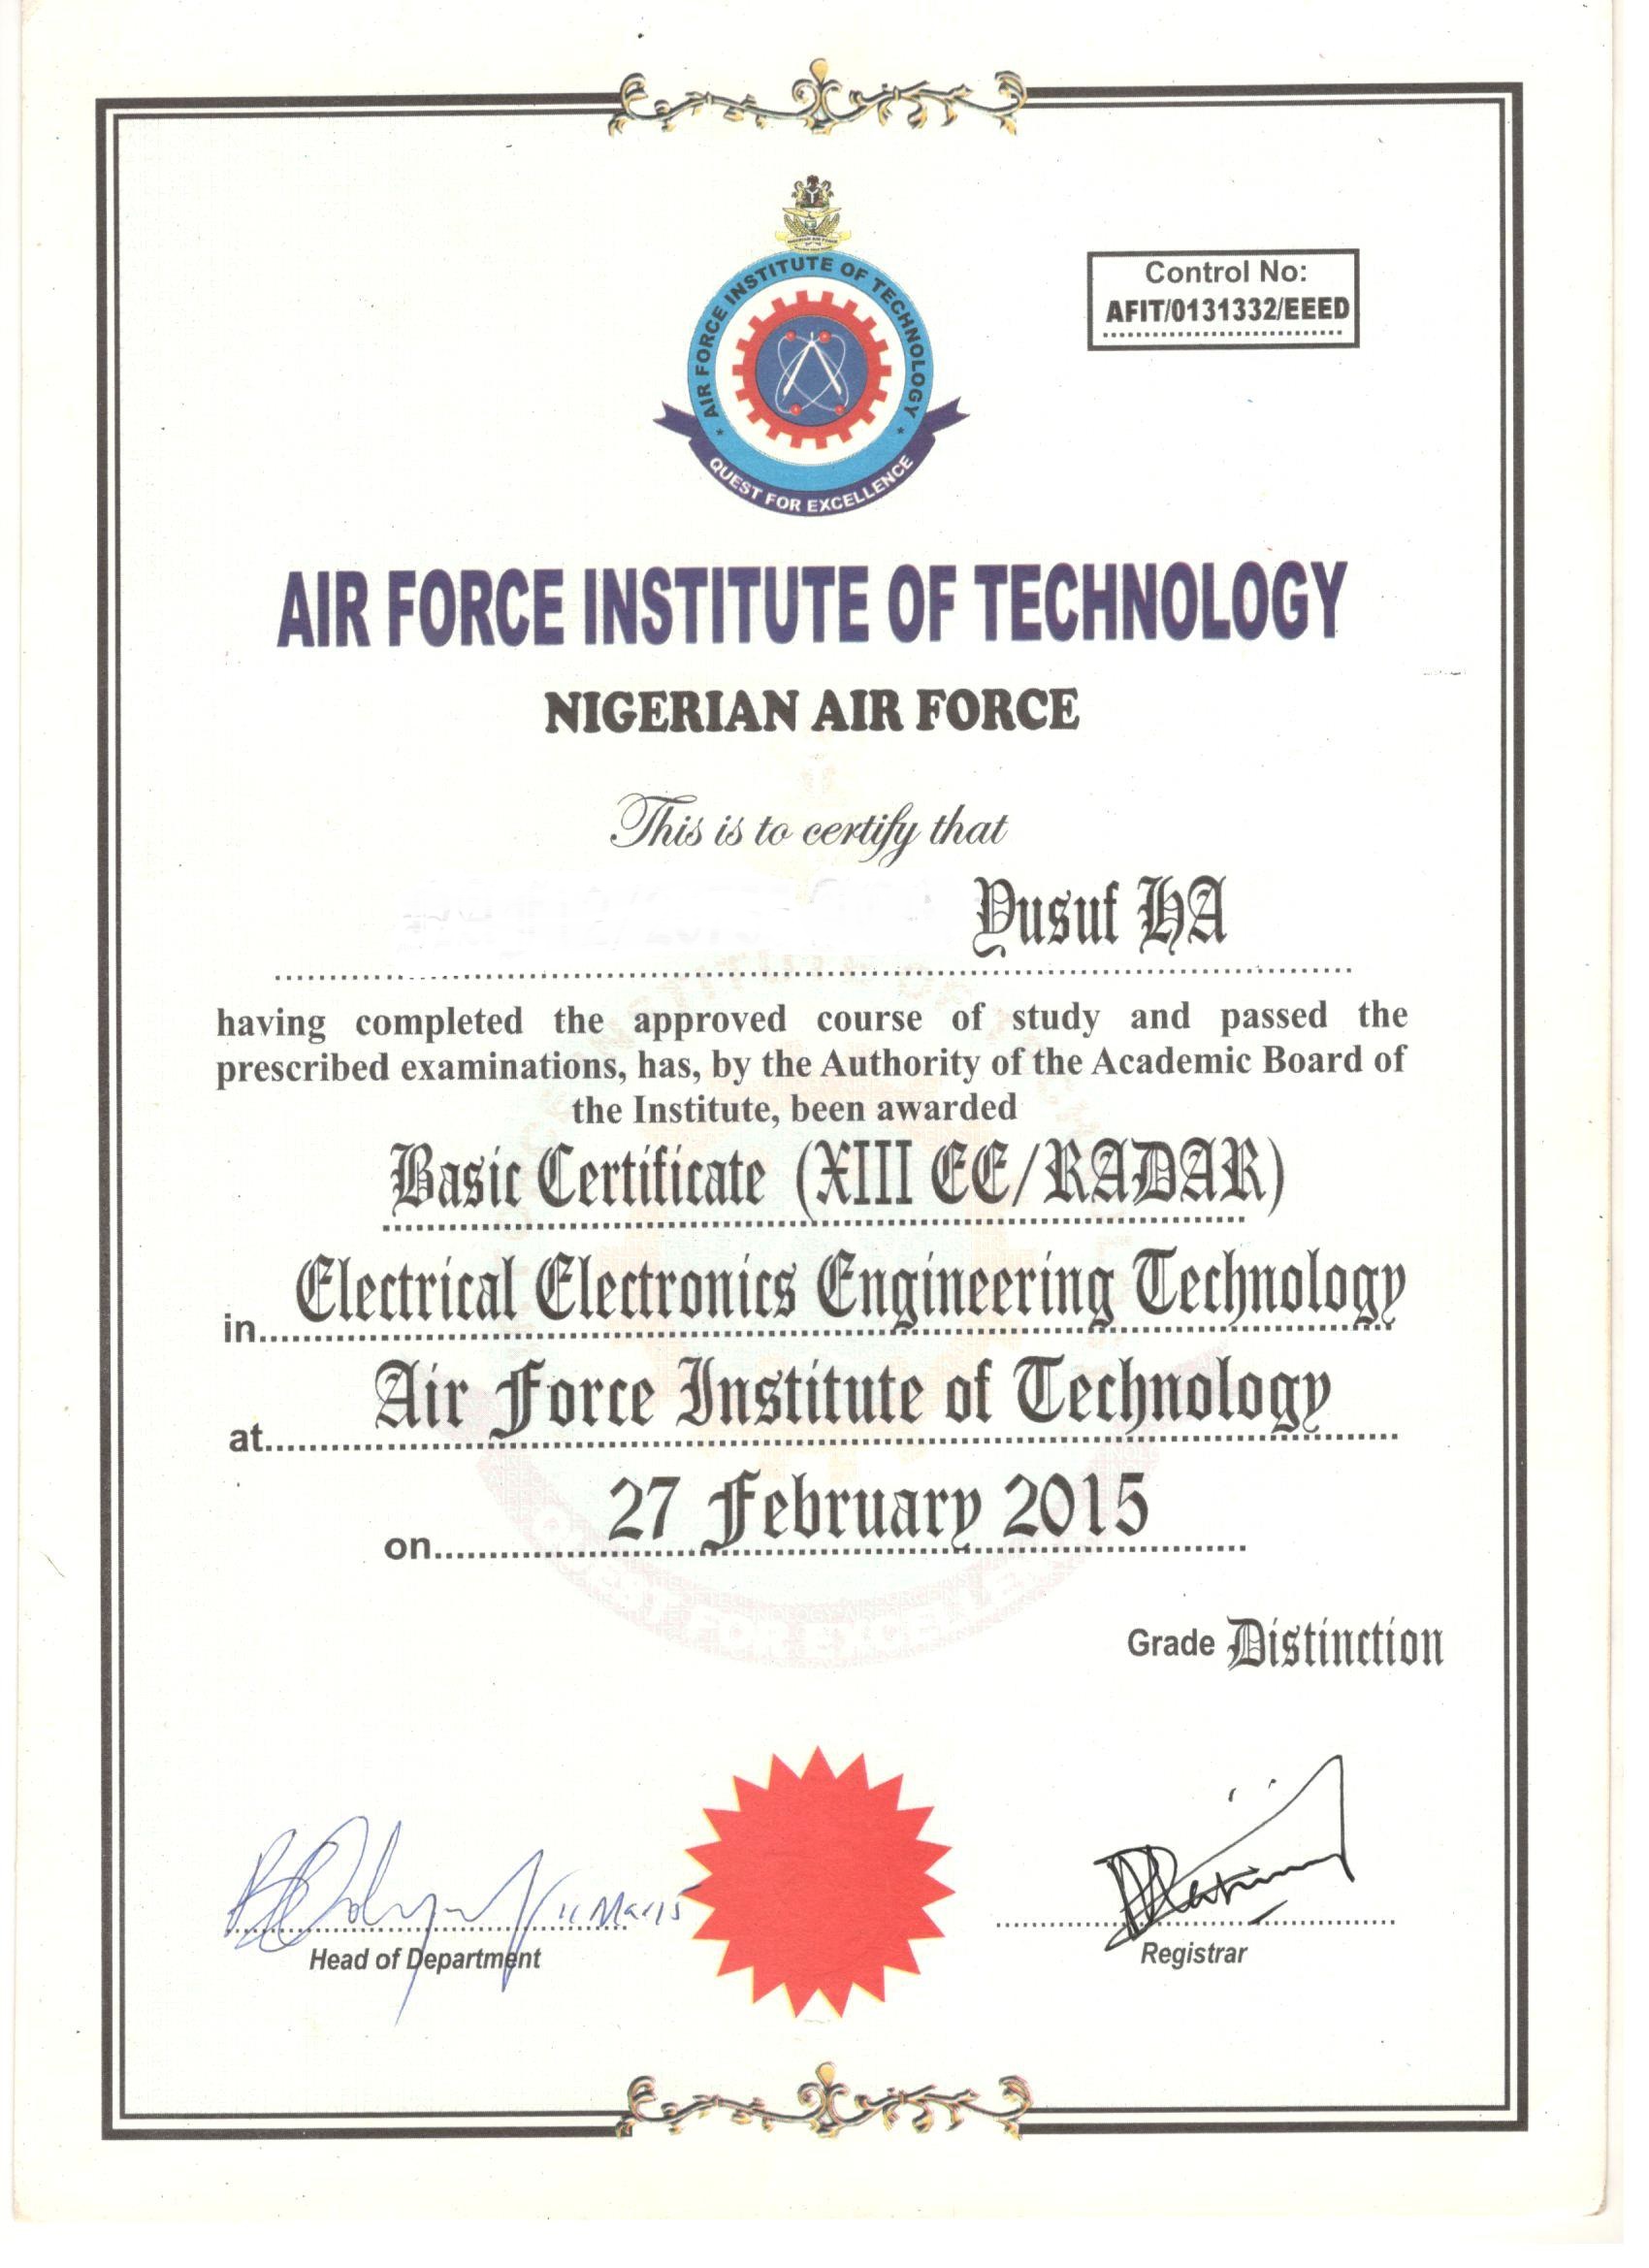 AIR FORCE INSTITUTE OF TECHNOLOGY
QUEST FOR EXCELLENCE
Control No:
AFIT/0131332/EEED
AIR FORCE INSTITUTE OF TECHNOLOGY
NIGERIAN AIR FORCE
This is to certify that
Yusuf HA
having completed the approved course of study and passed the
prescribed examinations, has, by the Authority of the Academic Board of
the Institute, been awarded
Basic Certificate (XIII EE/RADAR)
in Electrical Electronics Engineering Technology
at Air Force Institute of Technology
on 27 February 2015
Grade Distinction
Head of Department
Registrar